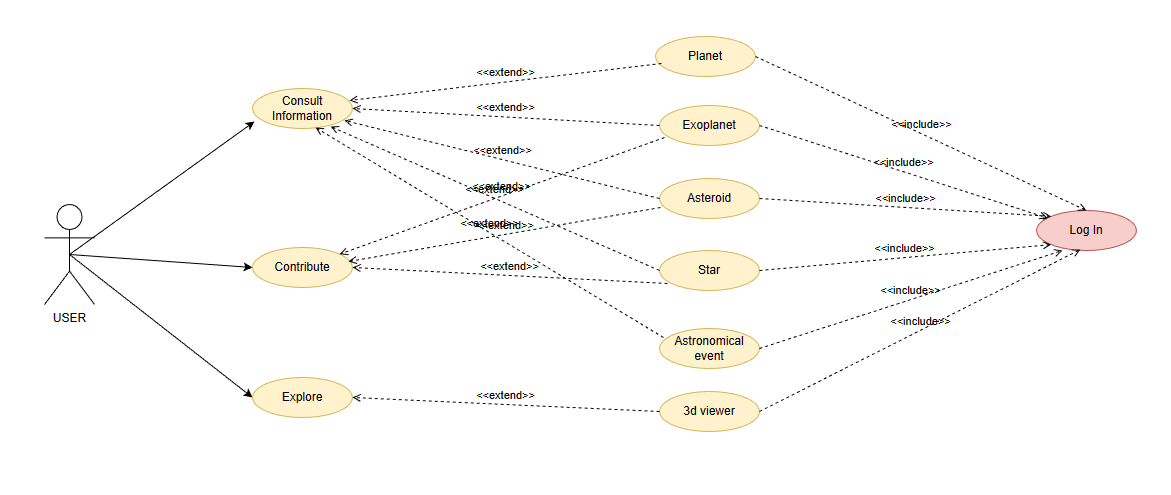 Planet
<<extend>>
Consult
Information
<<extend>>
Exoplanet
<<include>>
<<extend>>
<<include>>
<<extend>>
<<extend>>
Asteroid
<<include>>
<<extend>>
<<extend>>
Log In
<<include>>
Contribute
<<extend>>
Star
<<include>>
USER
<<include>>
Astronomical
event
Explore
<<extend>>
3d viewer